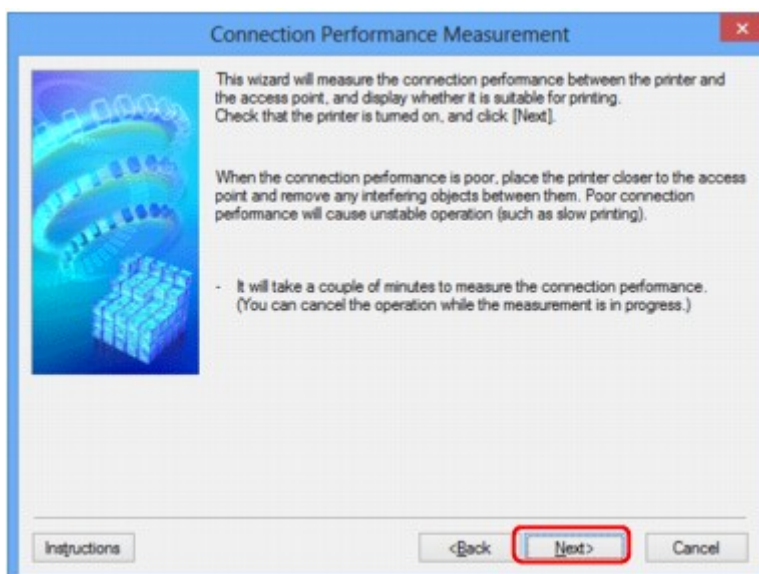 Connection Performance Measurement
This wizard will measure the connection performance between the printer and
the access point, and display whether it is suitable for printing.
Check that the printer is turned on, and click [Next].
When the connection performance is poor, place the printer closer to the access
point and remove any interfering objects between them. Poor connection
performance will cause unstable operation (such as slow printing).
- It will take a couple of minutes to measure the connection performance.
(You can cancel the operation while the measurement is in progress.)
Instructions <Back Next> Cancel